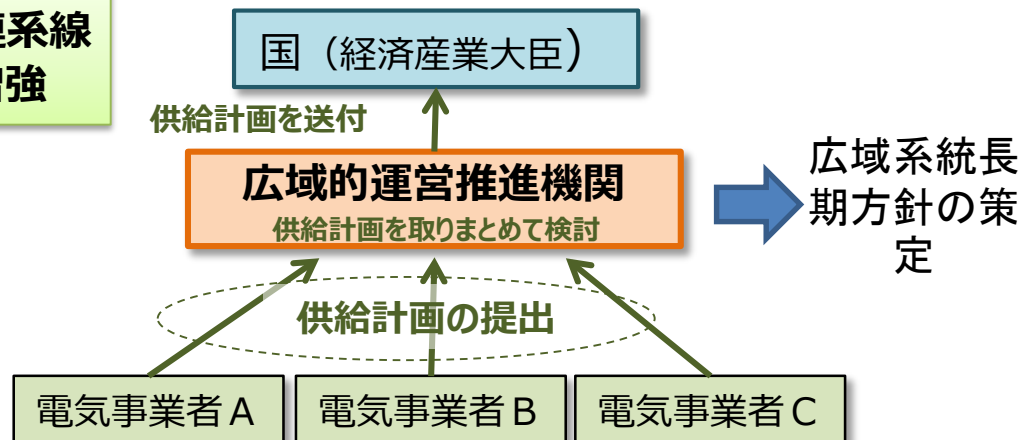 連系線
増強
国（経済産業大臣）
供給計画を送付
広域的運営推進機関
供給計画を取りまとめて検討
広域系統長
期方針の策
定
供給計画の提出
電気事業者A
電気事業者B
電気事業者C